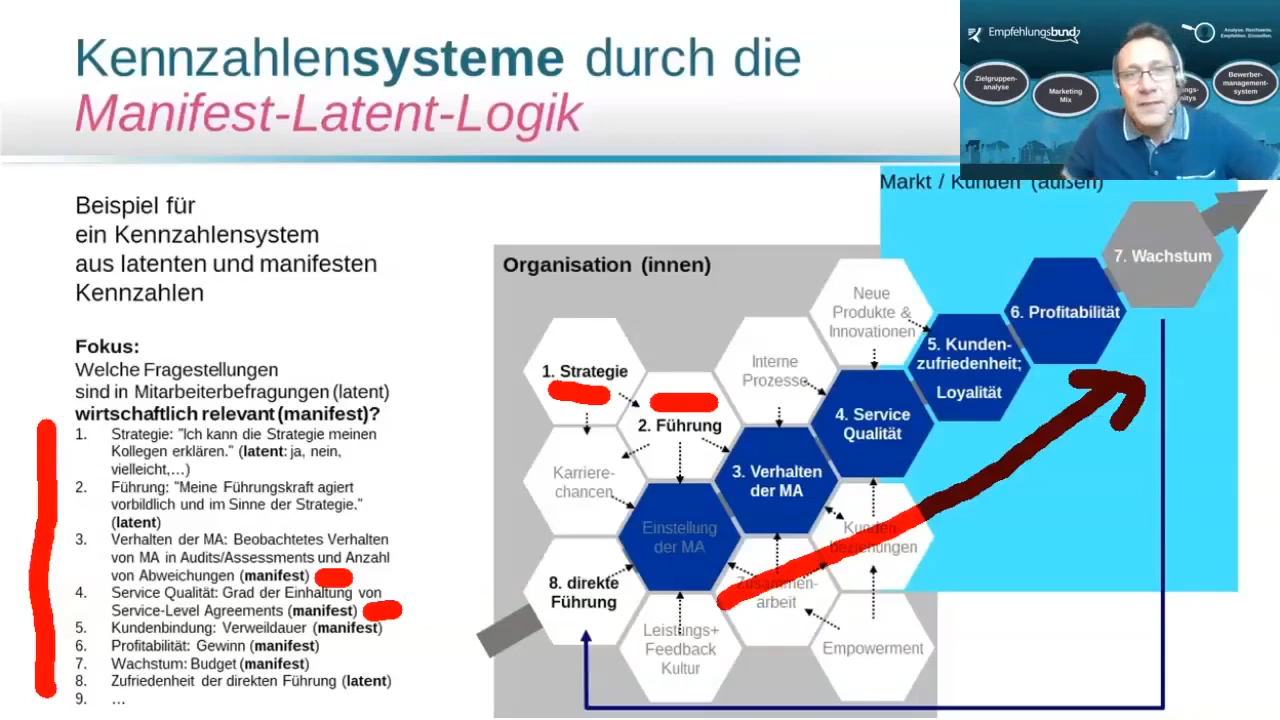 Kennzahlensysteme durch die
Manifest-Latent-Logik
Empfehlungsbund
Analyse. Reichweite.
Empfehlen. Einstellen.
Zielgruppen-
analyse
Marketing
Mix
Bewerber-
management-
system
Beispiel für
ein Kennzahlensystem
aus latenten und manifesten
Kennzahlen
Fokus:
Welche Fragestellungen
sind in Mitarbeiterbefragungen (latent)
wirtschaftlich relevant (manifest)?
1. Strategie: "Ich kann die Strategie meinen
Kollegen erklären." (latent: ja, nein,
vielleicht,…)
2. Führung: "Meine Führungskraft agiert
vorbildlich und im Sinne der Strategie."
(latent)
3. Verhalten der MA: Beobachtetes Verhalten
von MA in Audits/Assessments und Anzahl
von Abweichungen (manifest)
4. Service Qualität: Grad der Einhaltung von
Service-Level Agreements (manifest)
5. Kundenbindung: Verweildauer (manifest)
6. Profitabilität: Gewinn (manifest)
7. Wachstum: Budget (manifest)
8. Zufriedenheit der direkten Führung (latent)
9. …
Markt / Kunden (außen)
Organisation (innen)
7. Wachstum
6. Profitabilität
Neue
Produkte &
Innovationen
5. Kunden-
zufriedenheit;
Loyalität
Interne
Prozesse
1. Strategie
4. Service
Qualität
2. Führung
3. Verhalten
der MA
Karriere-
chancen
Einstellung
der MA
Kunden-
beziehungen
8. direkte
Führung
Zusammen-
arbeit
Leistungs+
Feedback
Kultur
Empowerment